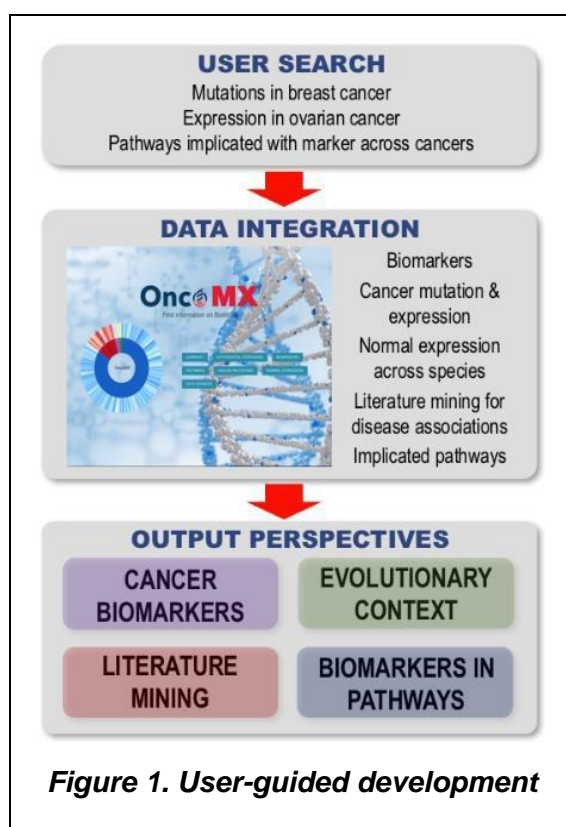 USER SEARCH
Mutations in breast cancer
Expression in ovarian cancer
Pathways implicated with marker across cancers
DATA INTEGRATION
OncoMX
Biomarkers
Cancer mutation &
expression
Normal expression
across species
Literature mining for
disease associations
Implicated pathways
OUTPUT PERSPECTIVES
CANCER
BIOMARKERS
EVOLUTIONARY
CONTEXT
LITERATURE
MINING
BIOMARKERS IN
PATHWAYS
Figure 1. User-guided development